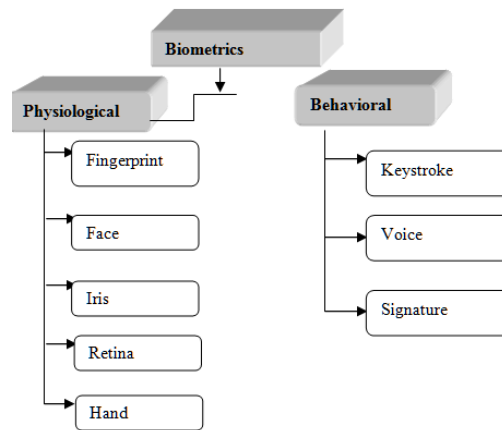 Biometrics
Physiological
Behavioral
Fingerprint
Face
Iris
Retina
Hand
Keystroke
Voice
Signature